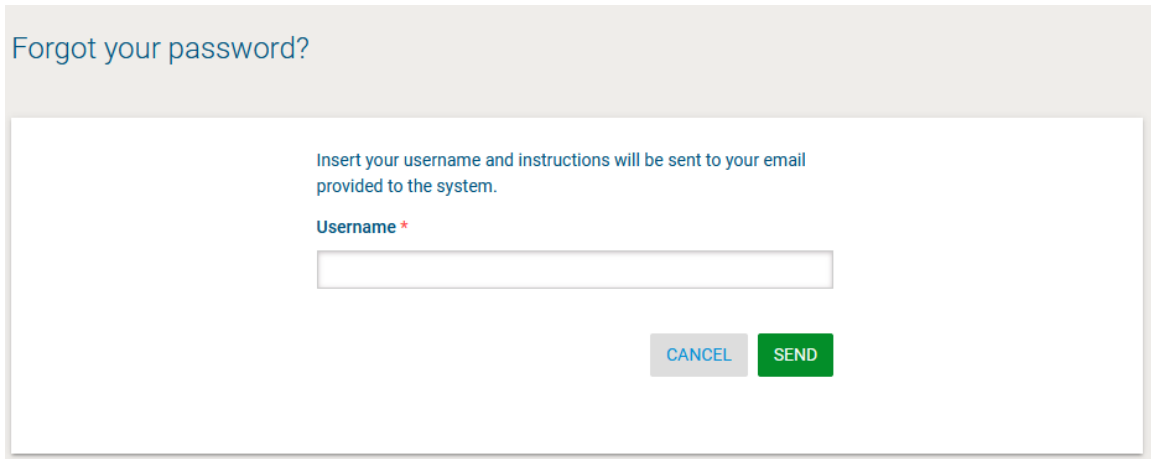 Forgot your password?
Insert your username and instructions will be sent to your email
provided to the system.
Username *
CANCEL
SEND